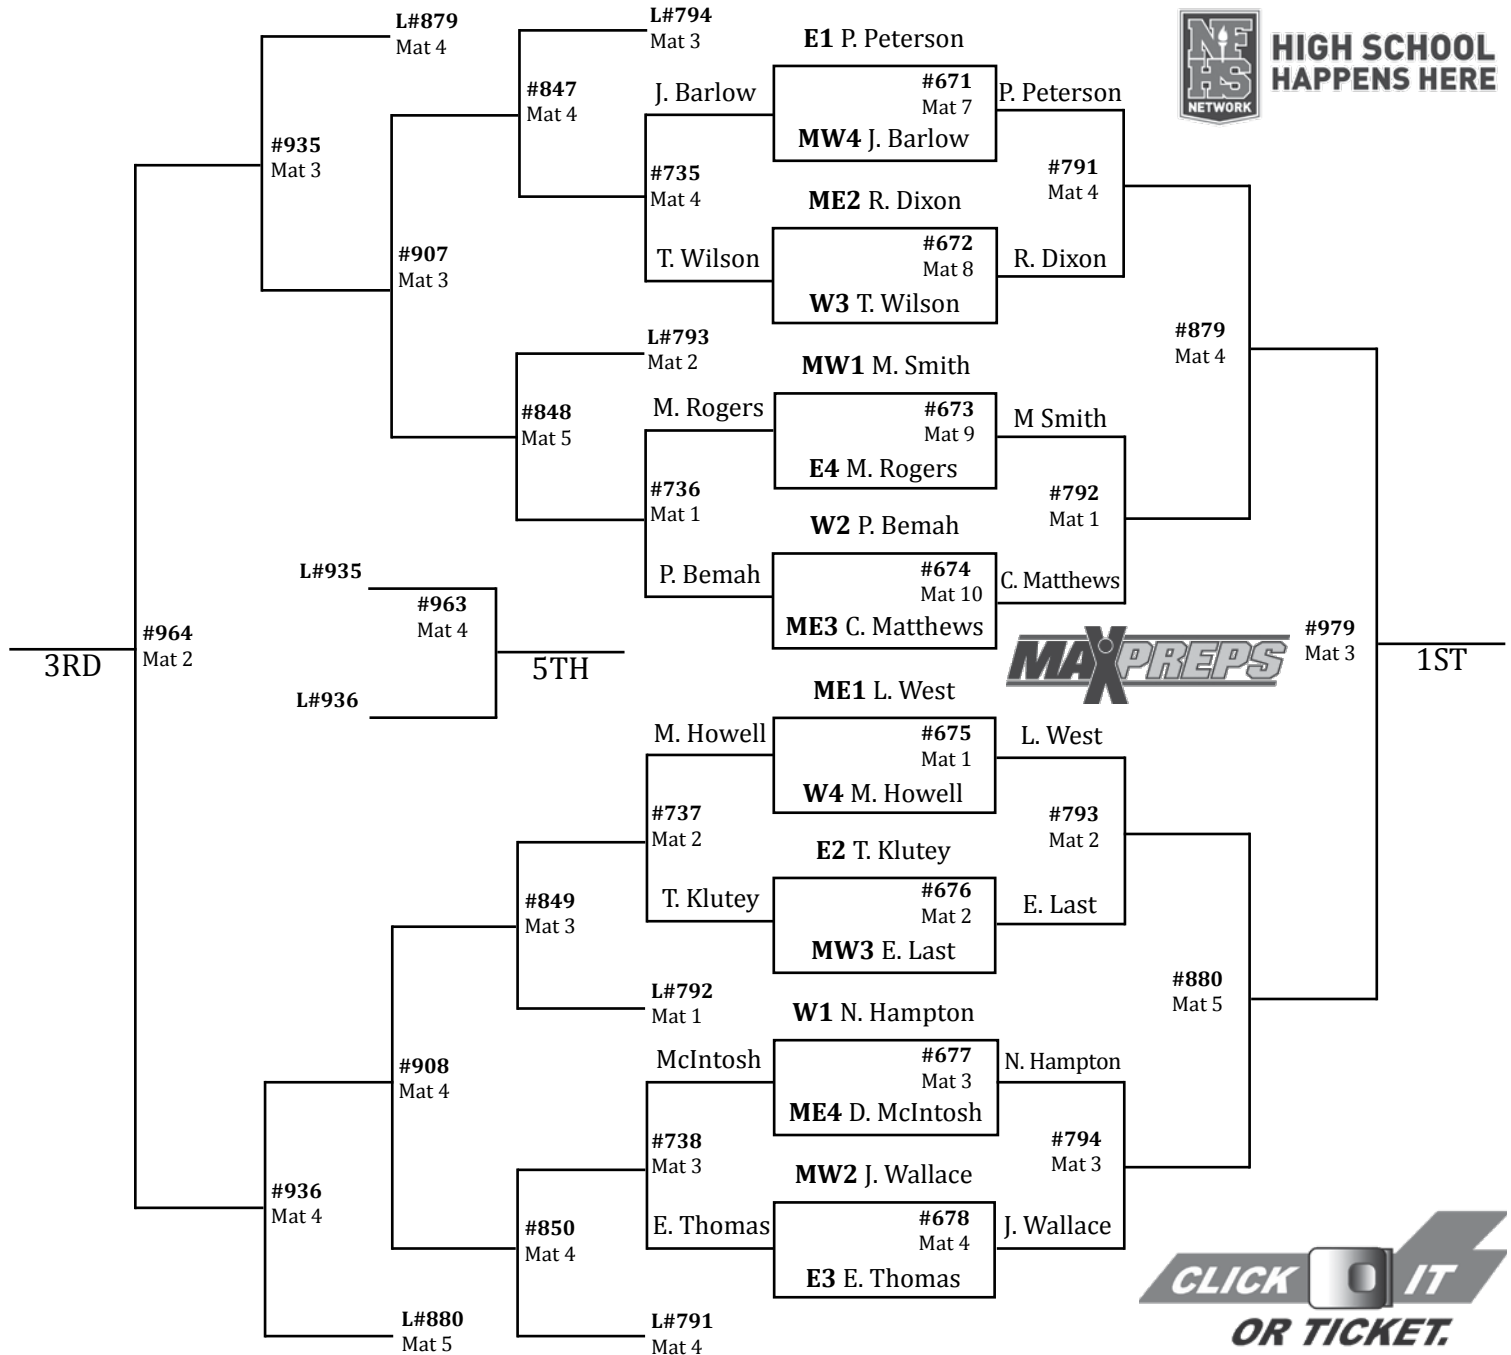 L#879
Mat 4
L#794
Mat 3
E1 P. Peterson
NFHS
NETWORK
HIGH SCHOOL
HAPPENS HERE
#847
Mat 4
J. Barlow
#671
Mat 7
P. Peterson
MW4 J. Barlow
#935
Mat 3
#735
Mat 4
#791
Mat 4
ME2 R. Dixon
#907
Mat 3
T. Wilson
#672
Mat 8
R. Dixon
W3 T. Wilson
L#793
Mat 2
#879
Mat 4
MW1 M. Smith
#848
Mat 5
M. Rogers
#673
Mat 9
M Smith
E4 M. Rogers
#736
Mat 1
#792
Mat 1
W2 P. Bemah
L#935
P. Bemah
#674
Mat 10
C. Matthews
#963
Mat 4
ME3 C. Matthews
#964
Mat 2
#979
Mat 3
3RD
5TH
MAXPREPS
1ST
L#936
ME1 L. West
M. Howell
#675
Mat 1
L. West
W4 M. Howell
#737
Mat 2
#793
Mat 2
E2 T. Klutey
#849
Mat 3
T. Klutey
#676
Mat 2
E. Last
MW3 E. Last
L#792
Mat 1
#880
Mat 5
W1 N. Hampton
#908
Mat 4
McIntosh
#677
Mat 3
N. Hampton
ME4 D. McIntosh
#738
Mat 3
#794
Mat 3
MW2 J. Wallace
#936
Mat 4
#850
Mat 4
E. Thomas
#678
Mat 4
J. Wallace
E3 E. Thomas
CLICK IT
OR TICKET.
L#880
Mat 5
L#791
Mat 4